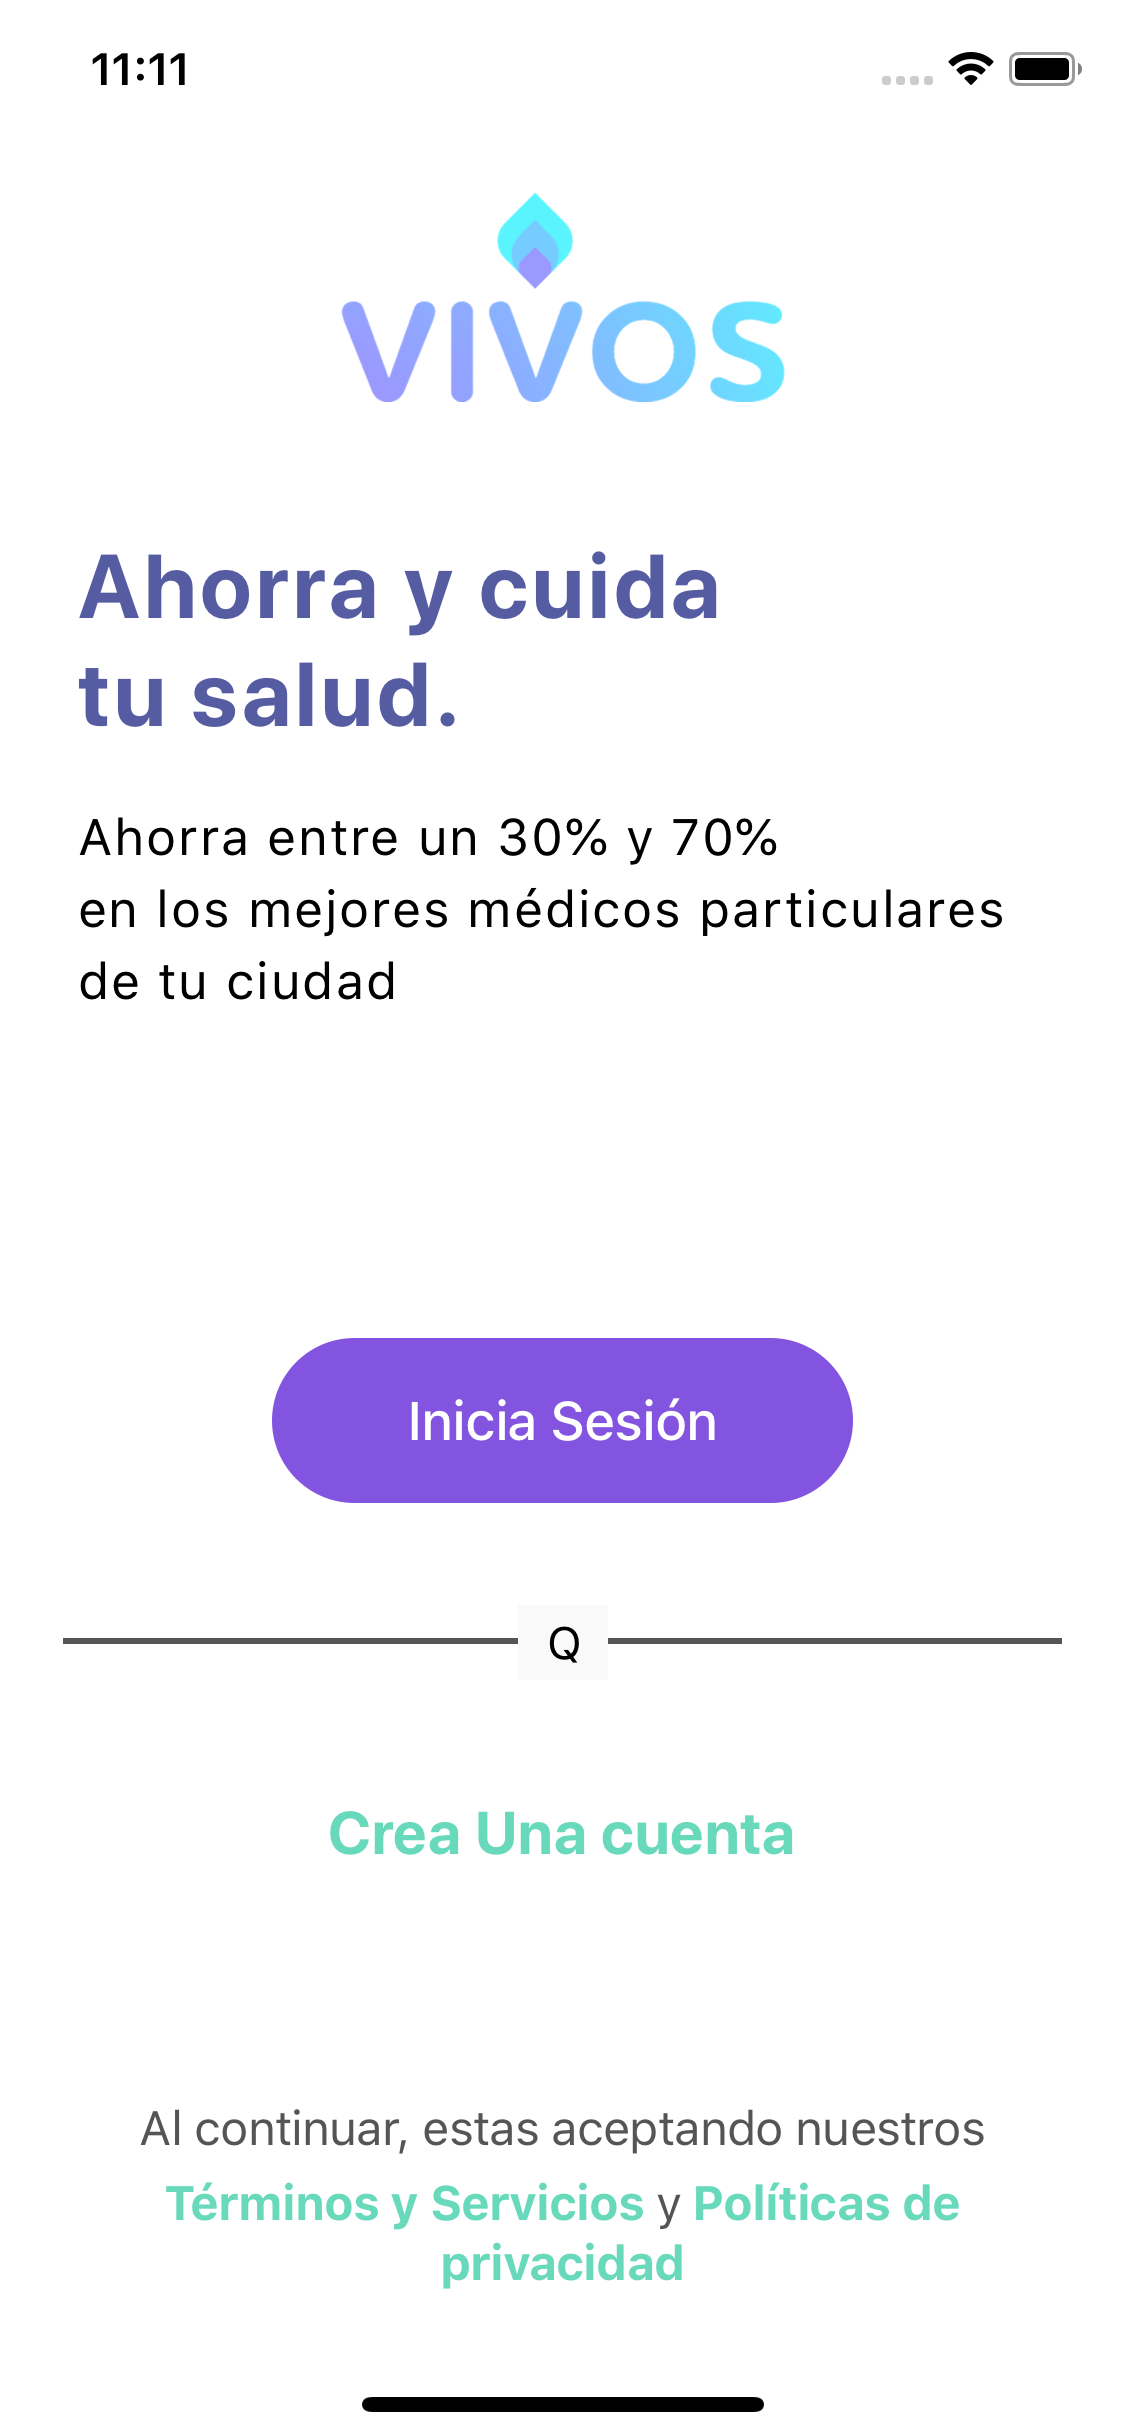 11:11
VIVOS
Ahorra y cuida
tu salud.
Ahorra entre un 30% y 70%
en los mejores médicos particulares
de tu ciudad
Inicia Sesión
Q
Crea Una cuenta
Al continuar, estas aceptando nuestros
Términos y Servicios y Políticas de
privacidad